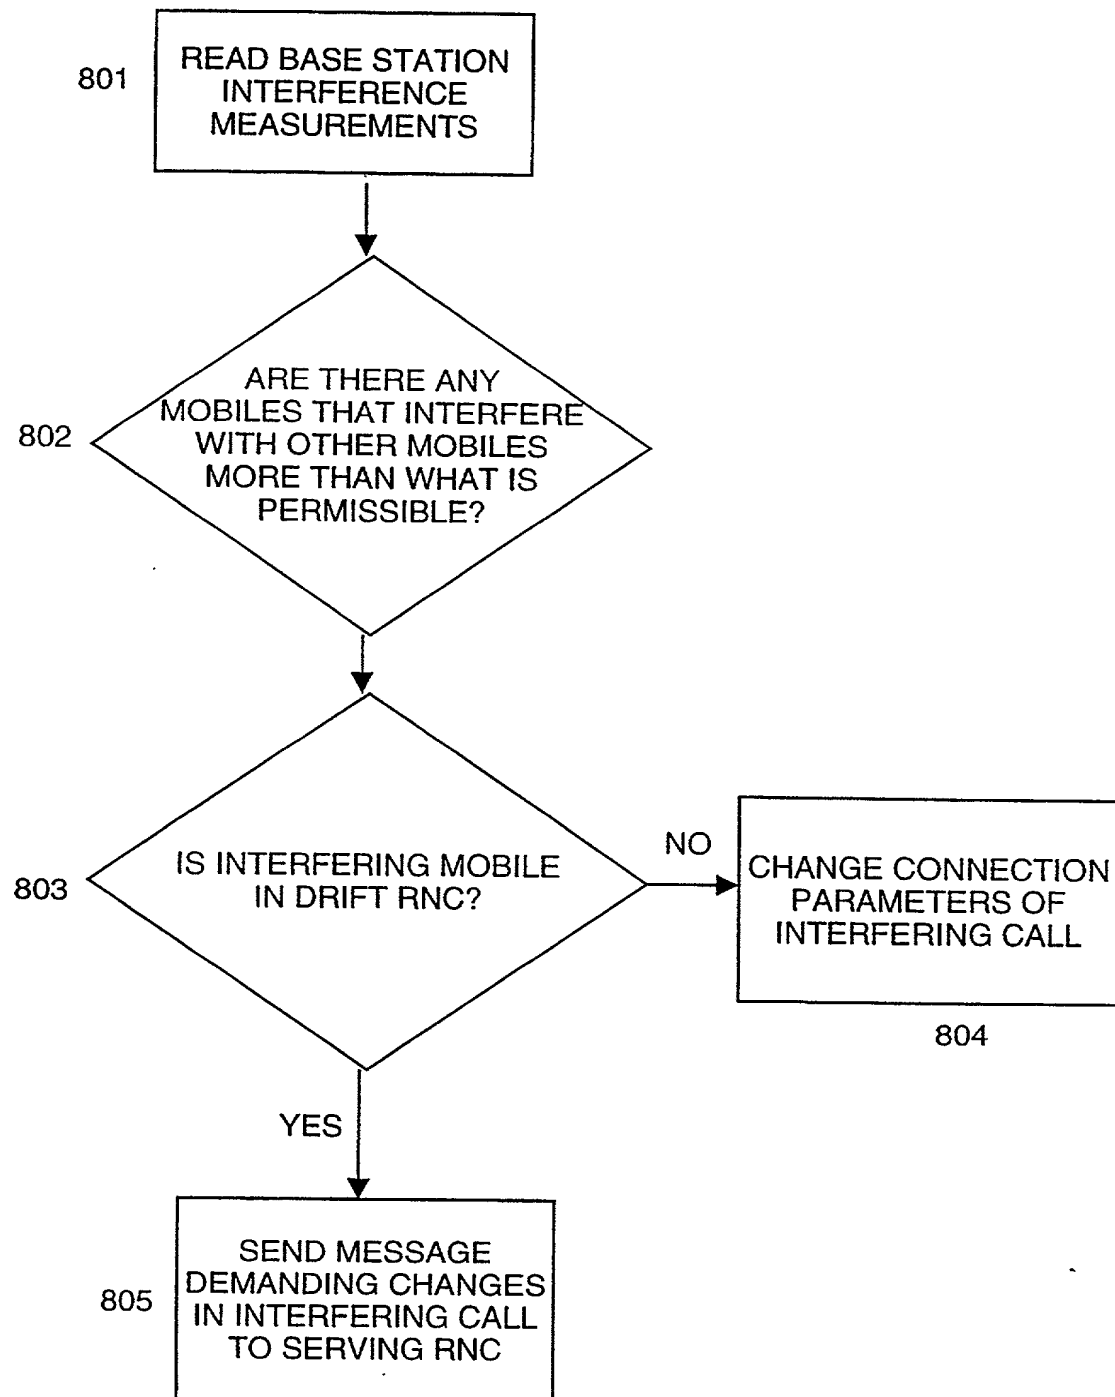 801
READ BASE STATION
INTERFERENCE
MEASUREMENTS
802
ARE THERE ANY
MOBILES THAT INTERFERE
WITH OTHER MOBILES
MORE THAN WHAT IS
PERMISSIBLE?
803
IS INTERFERING MOBILE
IN DRIFT RNC?
NO
CHANGE CONNECTION
PARAMETERS OF
INTERFERING CALL
804
YES
805
SEND MESSAGE
DEMANDING CHANGES
IN INTERFERING CALL
TO SERVING RNC